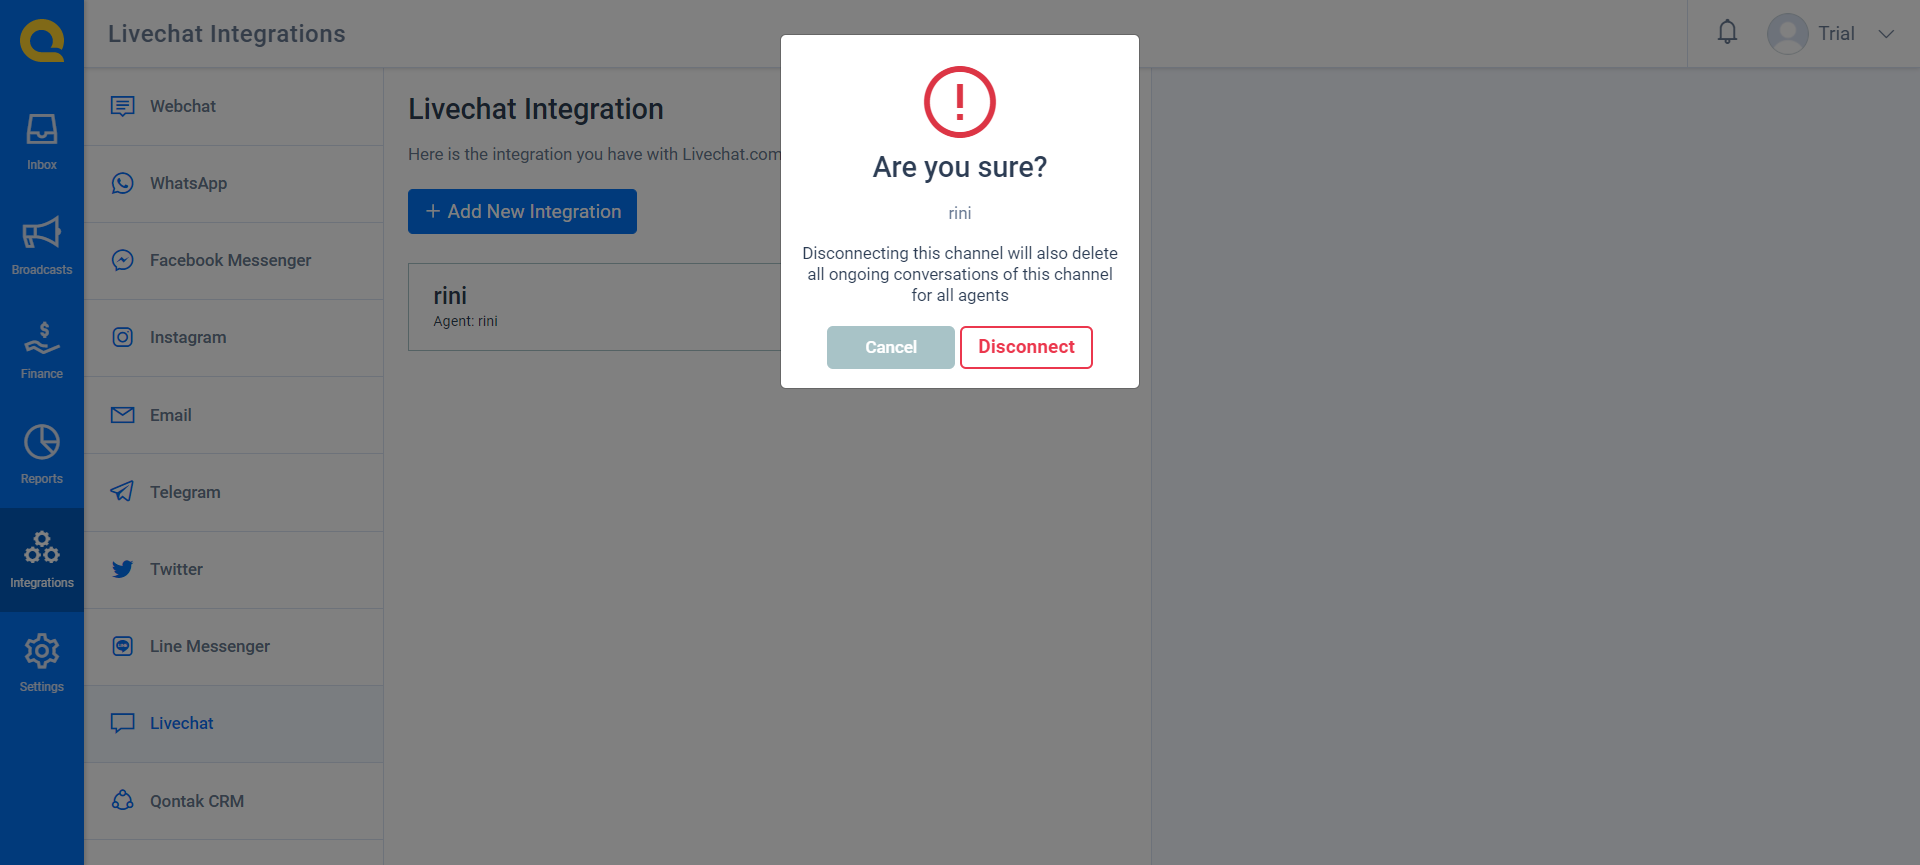 Livechat Integrations
Trial
Inbox
Broadcasts
Finance
Reports
Integrations
Settings
Webchat
WhatsApp
Facebook Messenger
Instagram
Email
Telegram
Twitter
Line Messenger
Livechat
Qontak CRM
Livechat Integration
Here is the integration you have with Livechat.com
+ Add New Integration
rini
Agent: rini
!
Are you sure?
rini
Disconnecting this channel will also delete
all ongoing conversations of this channel
for all agents
Cancel
Disconnect